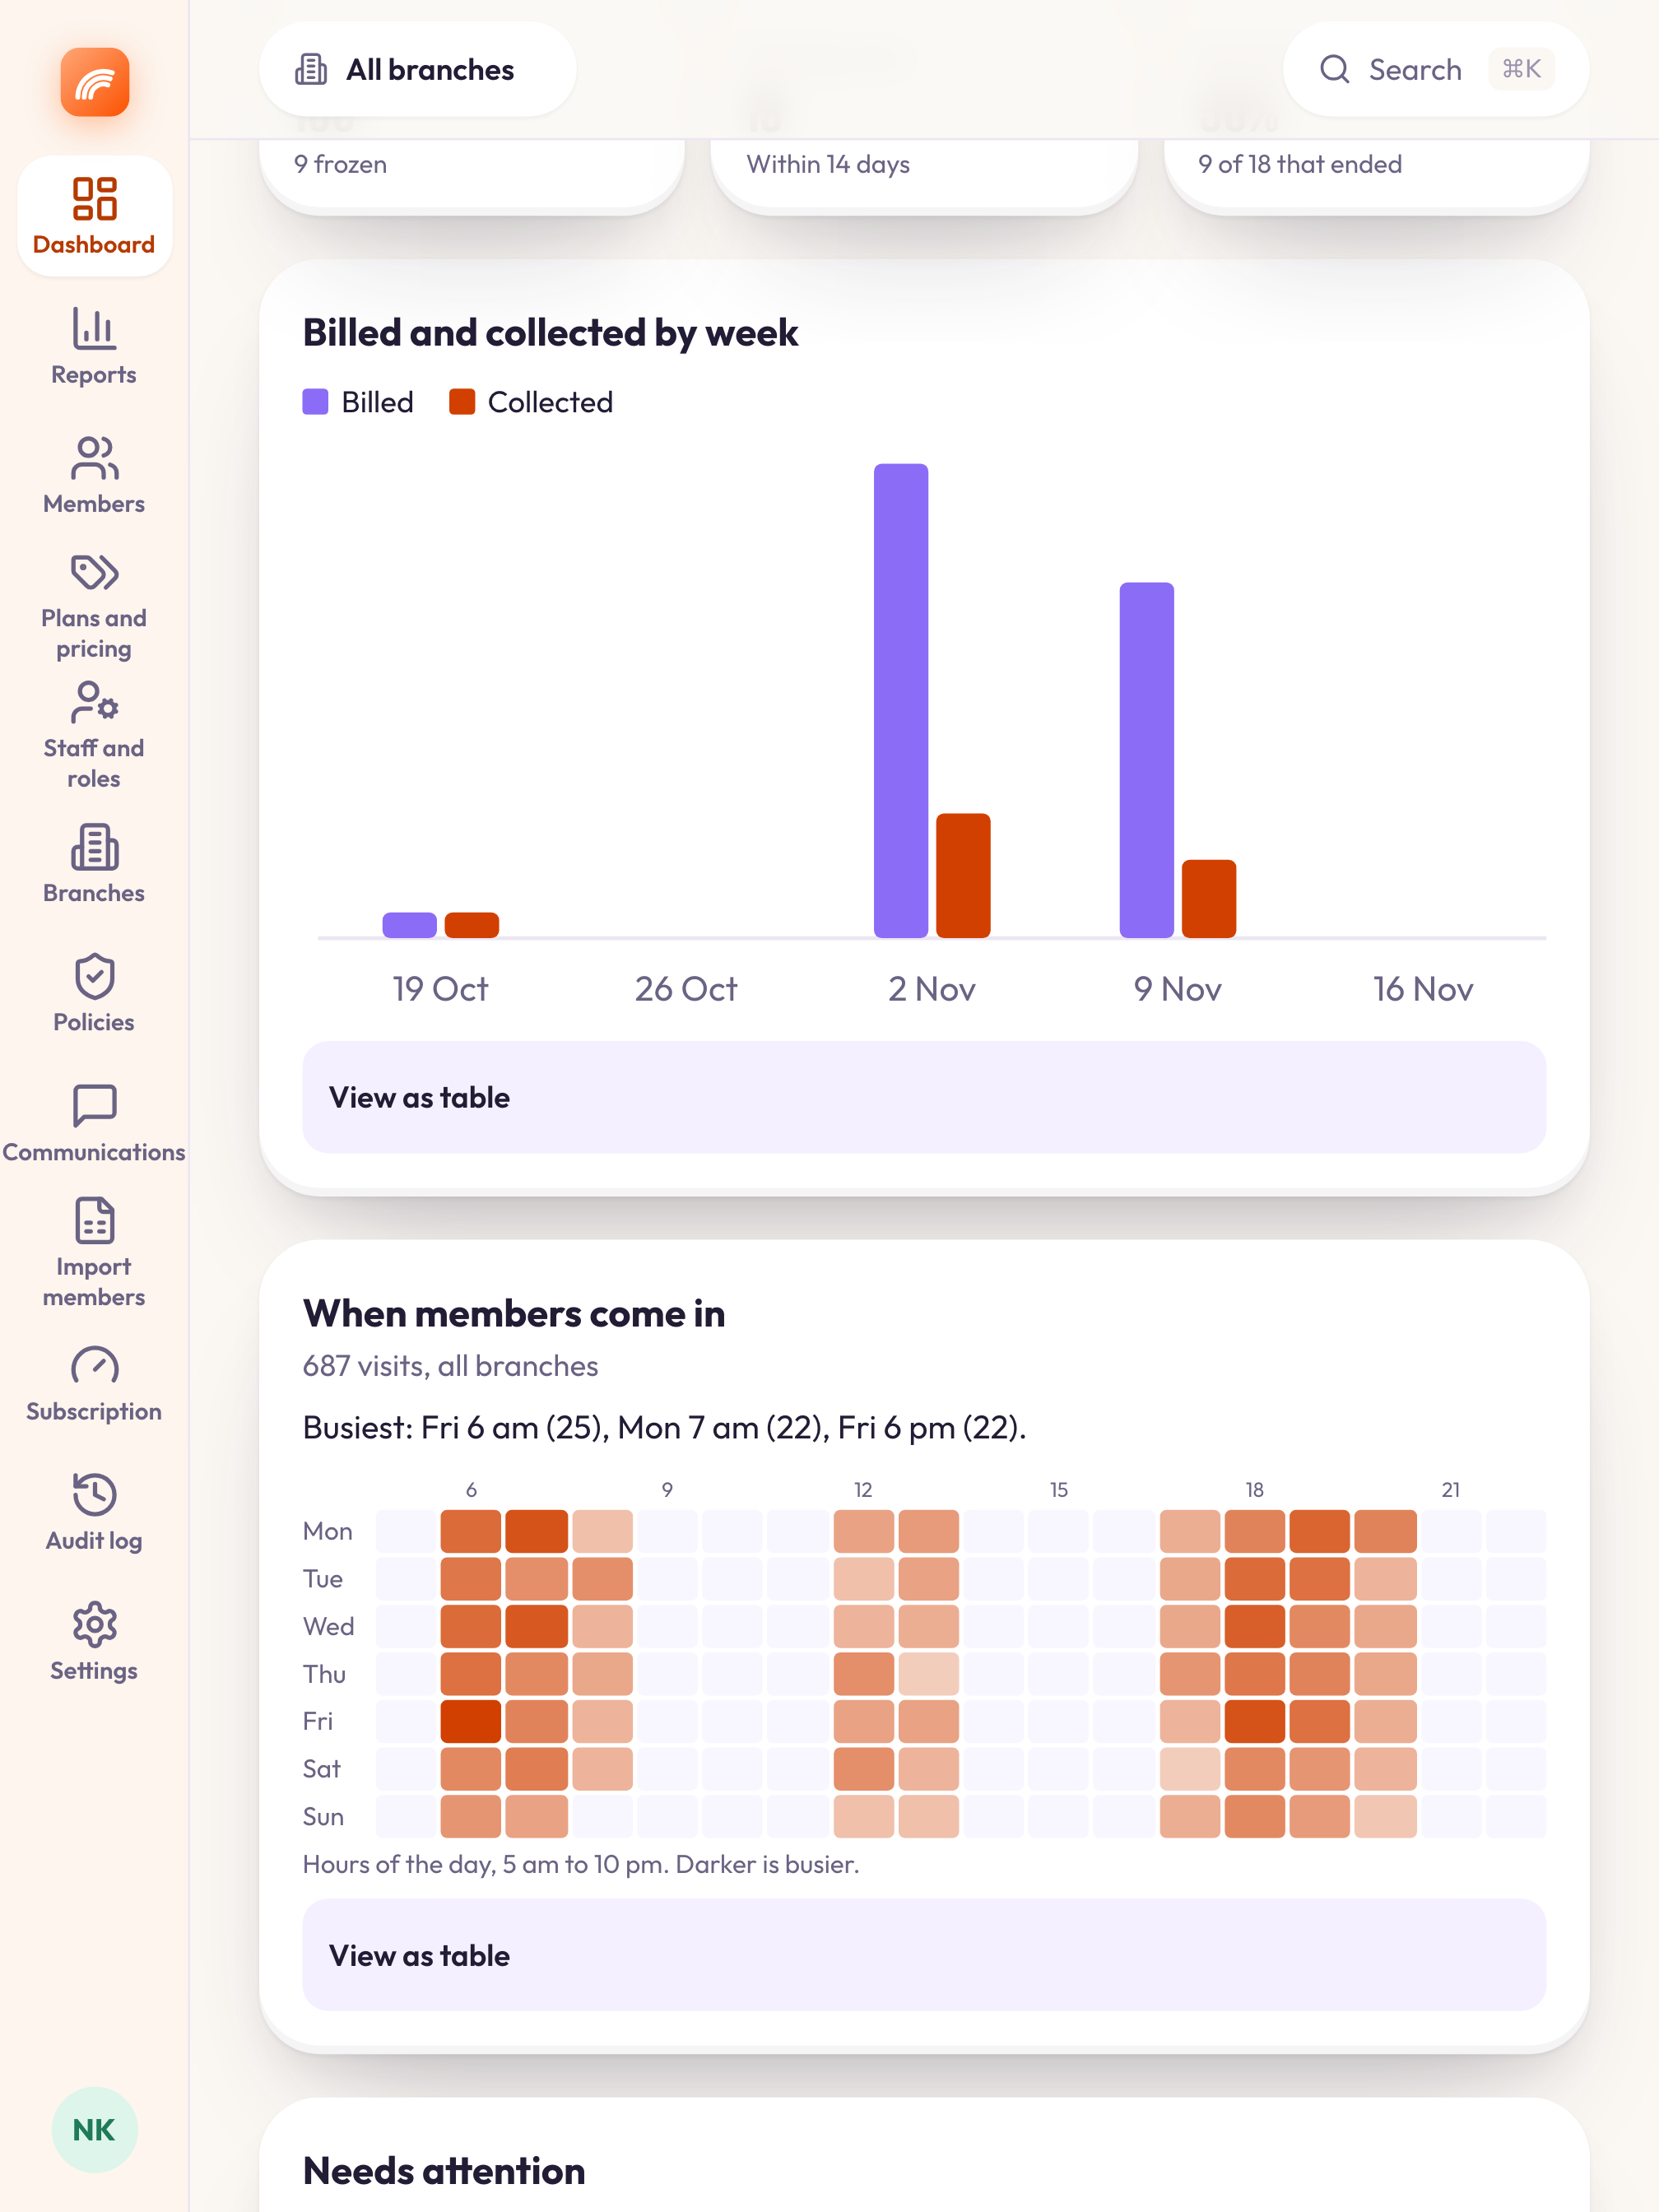 All branches
Search ⌘K
9 frozen
Within 14 days
9 of 18 that ended
Dashboard
Reports
Members
Plans and
pricing
Staff and
roles
Branches
Policies
Communications
Import
members
Subscription
Audit log
Settings
NK
Billed and collected by week
Billed
Collected
19 Oct
26 Oct
2 Nov
9 Nov
16 Nov
View as table
When members come in
687 visits, all branches
Busiest: Fri 6 am (25), Mon 7 am (22), Fri 6 pm (22).
6 9 12 15 18 21
Mon
Tue
Wed
Thu
Fri
Sat
Sun
Hours of the day, 5 am to 10 pm. Darker is busier.
View as table
Needs attention